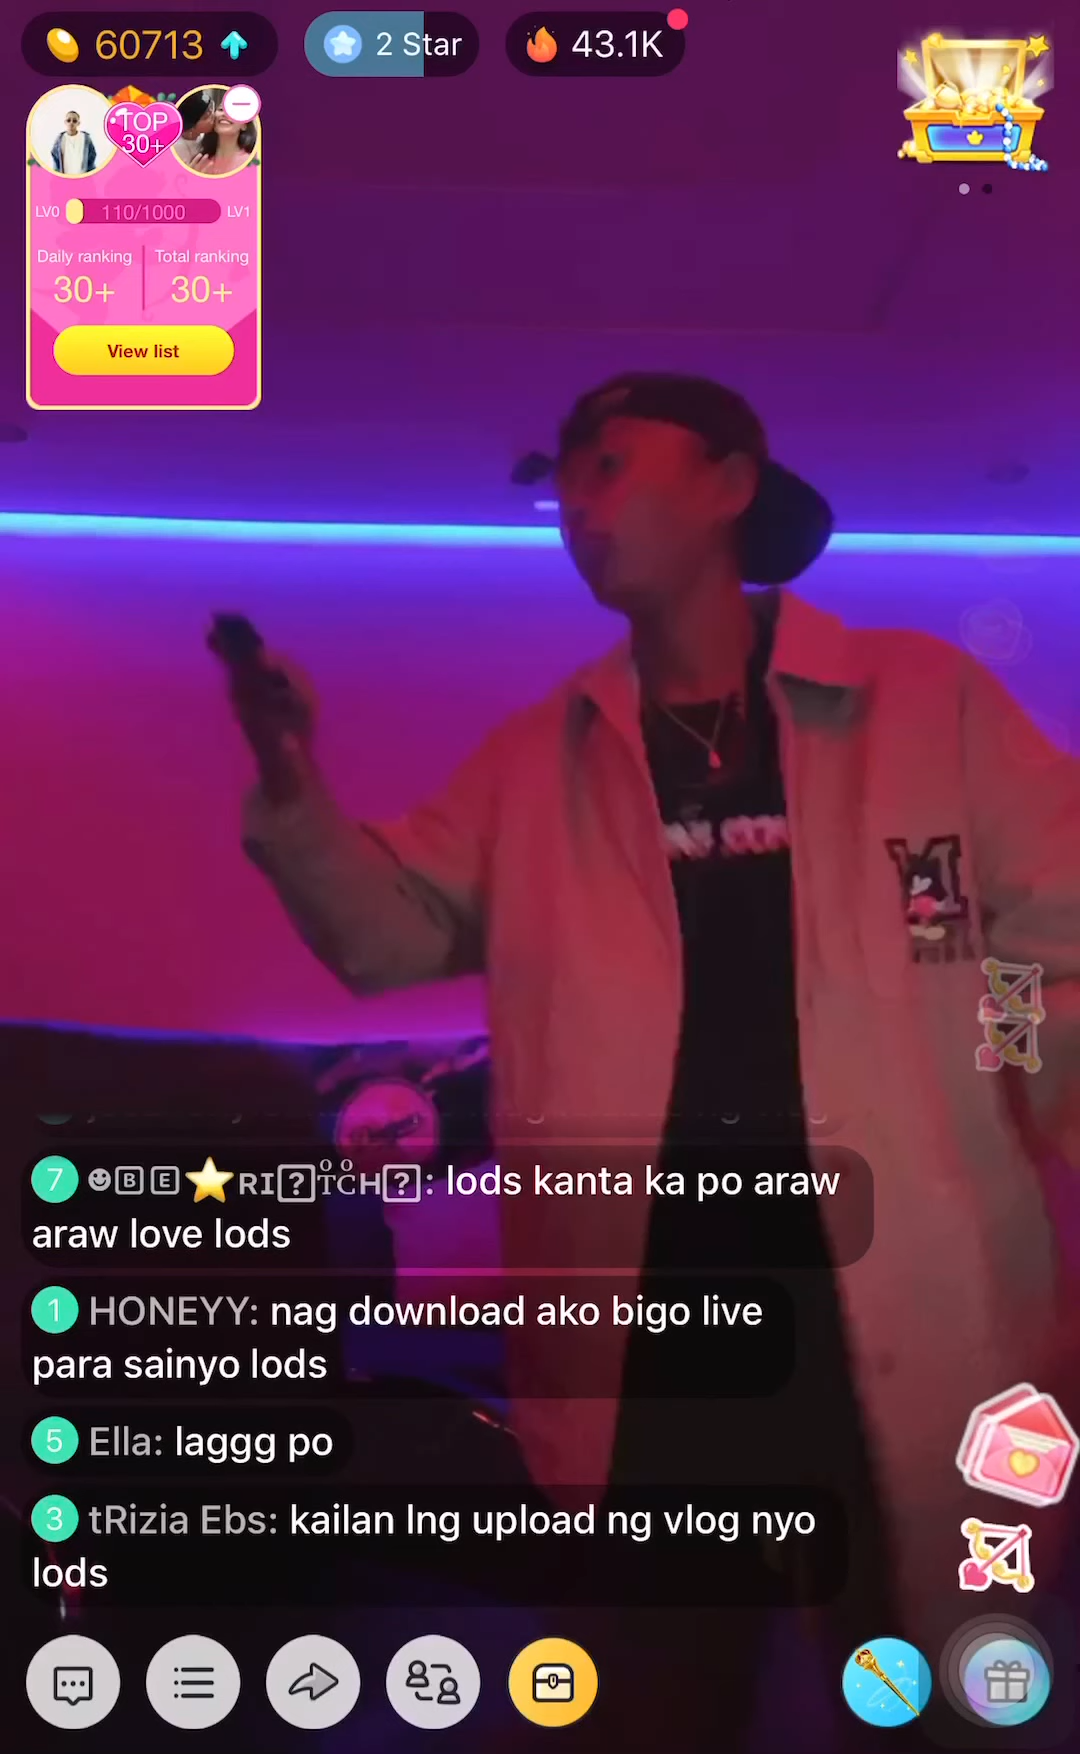 60713
2 Star
43.1K
TOP
30+
LV0 110/1000 LV1
Daily ranking Total ranking
30+ 30+
View list
7 BE⭐RI?TCH?: lods kanta ka po araw
araw love lods
1 HONEYY: nag download ako bigo live
para sainyo lods
5 Ella: laggg po
3 tRizia Ebs: kailan lng upload ng vlog nyo
lods